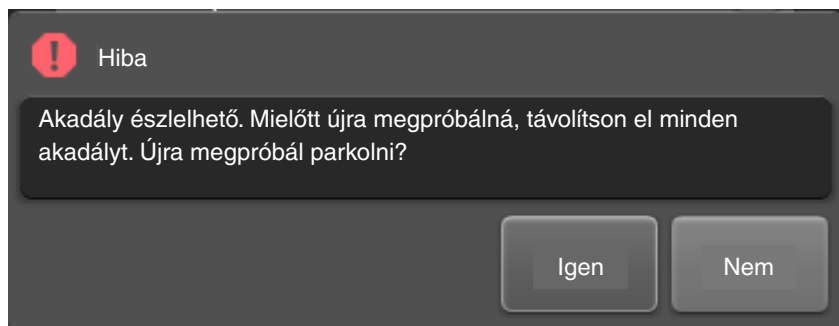 Hiba
Akadály észlelhető. Mielőtt újra megpróbálná, távolítson el minden
akadályt. Újra megpróbál parkolni?
Igen
Nem